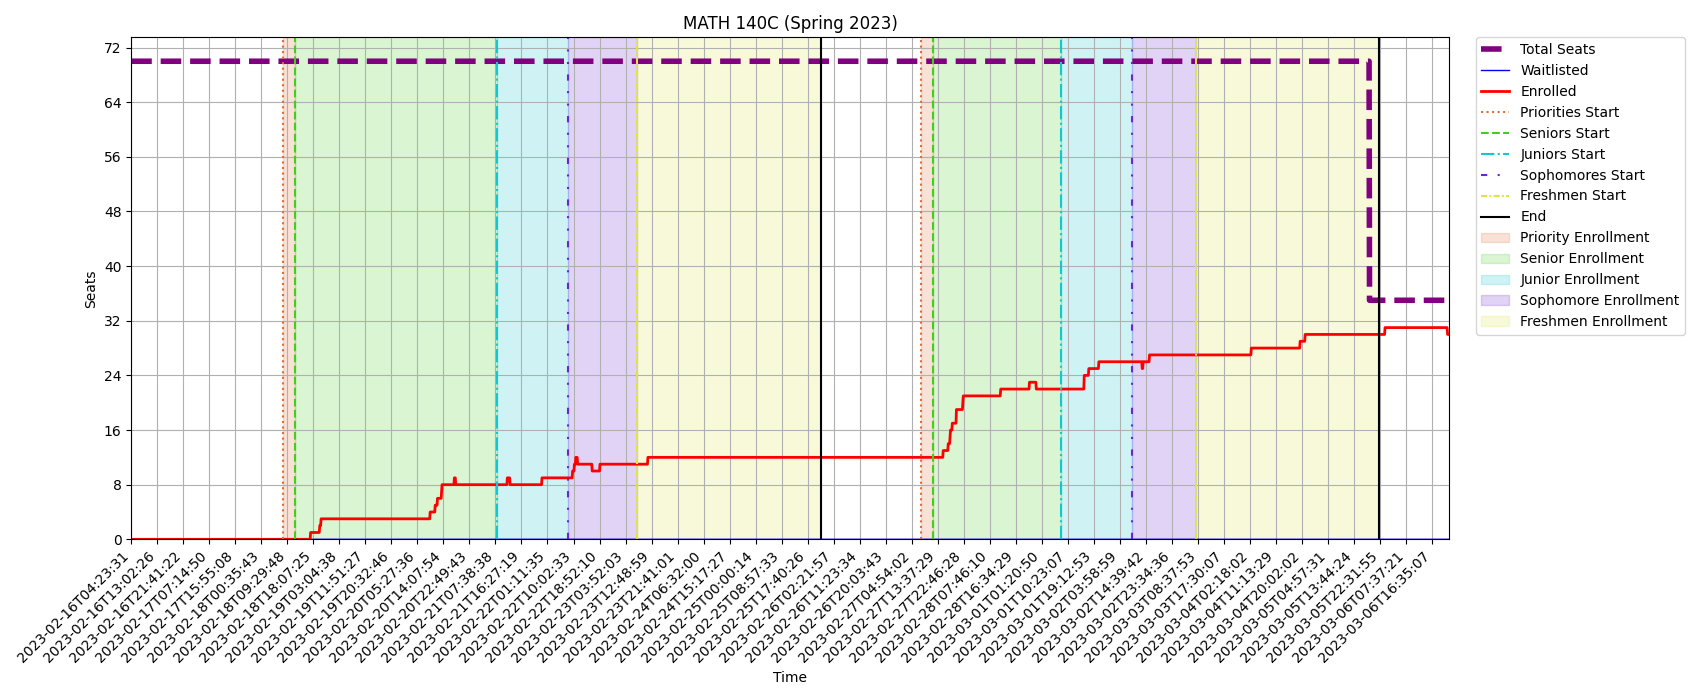 MATH 140C (Spring 2023)
Seats
72
64
56
48
40
32
24
16
8
0
2023-02-16T04:23:31
2023-02-16T13:02:26
2023-02-16T21:41:22
2023-02-17T07:14:50
2023-02-17T15:55:08
2023-02-18T00:35:43
2023-02-18T09:29:48
2023-02-18T18:07:25
2023-02-19T03:04:38
2023-02-19T11:51:27
2023-02-19T20:32:46
2023-02-20T05:27:36
2023-02-20T14:07:54
2023-02-20T22:49:43
2023-02-21T07:38:38
2023-02-21T16:27:19
2023-02-22T01:11:35
2023-02-22T10:02:33
2023-02-22T18:52:10
2023-02-23T03:52:03
2023-02-23T12:48:59
2023-02-23T21:41:01
2023-02-24T06:32:00
2023-02-24T15:17:27
2023-02-25T00:00:14
2023-02-25T08:57:33
2023-02-25T17:40:26
2023-02-26T02:21:57
2023-02-26T11:23:34
2023-02-26T20:03:43
2023-02-27T04:54:02
2023-02-27T13:37:29
2023-02-27T22:46:28
2023-02-28T07:46:10
2023-02-28T16:34:29
2023-03-01T01:20:50
2023-03-01T10:23:07
2023-03-01T19:12:53
2023-03-02T03:58:59
2023-03-02T14:39:42
2023-03-02T23:34:36
2023-03-03T08:37:53
2023-03-03T17:30:07
2023-03-04T02:18:02
2023-03-04T11:13:29
2023-03-04T20:02:02
2023-03-05T04:57:31
2023-03-05T13:44:24
2023-03-05T22:31:55
2023-03-06T07:37:21
2023-03-06T16:35:07
Time
Total Seats
Waitlisted
Enrolled
Priorities Start
Seniors Start
Juniors Start
Sophomores Start
Freshmen Start
End
Priority Enrollment
Senior Enrollment
Junior Enrollment
Sophomore Enrollment
Freshmen Enrollment